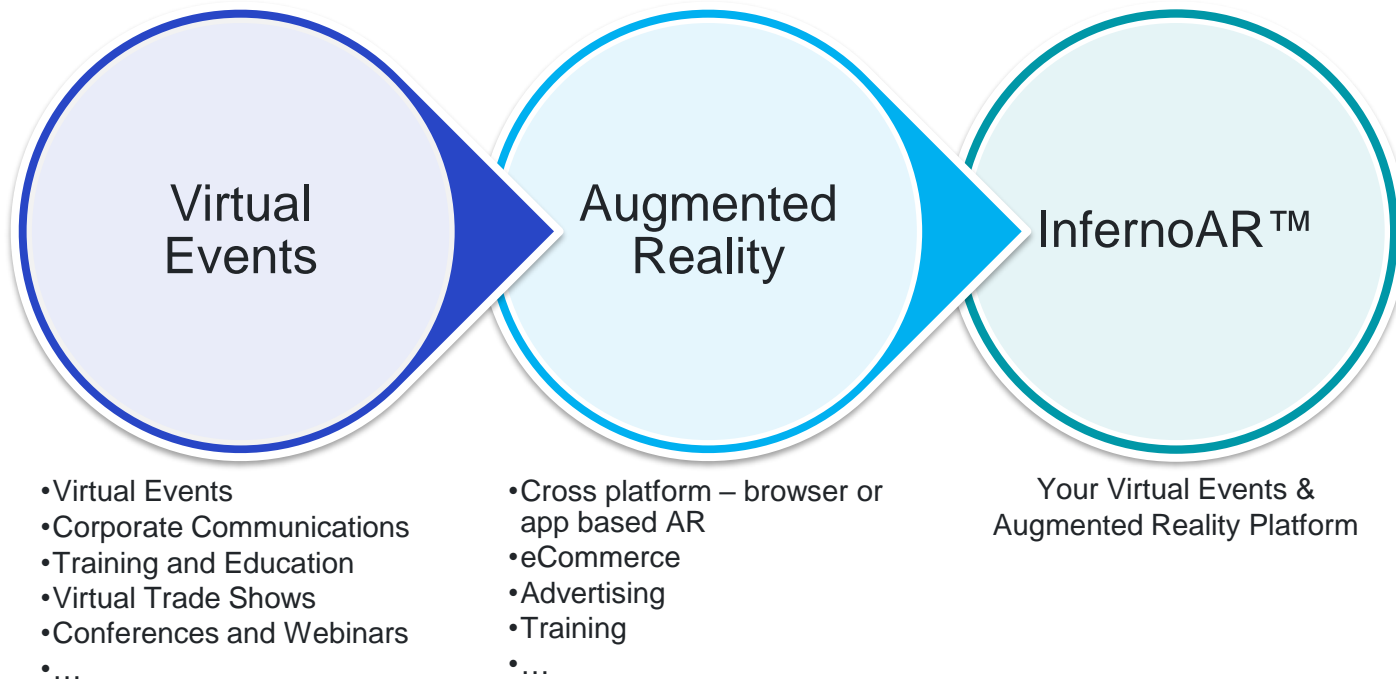 Virtual
Events
Augmented
Reality
InfernoAR™
•Virtual Events
•Corporate Communications
•Training and Education
•Virtual Trade Shows
•Conferences and Webinars
•…
•Cross platform – browser or
app based AR
•eCommerce
•Advertising
•Training
•…
Your Virtual Events &
Augmented Reality Platform